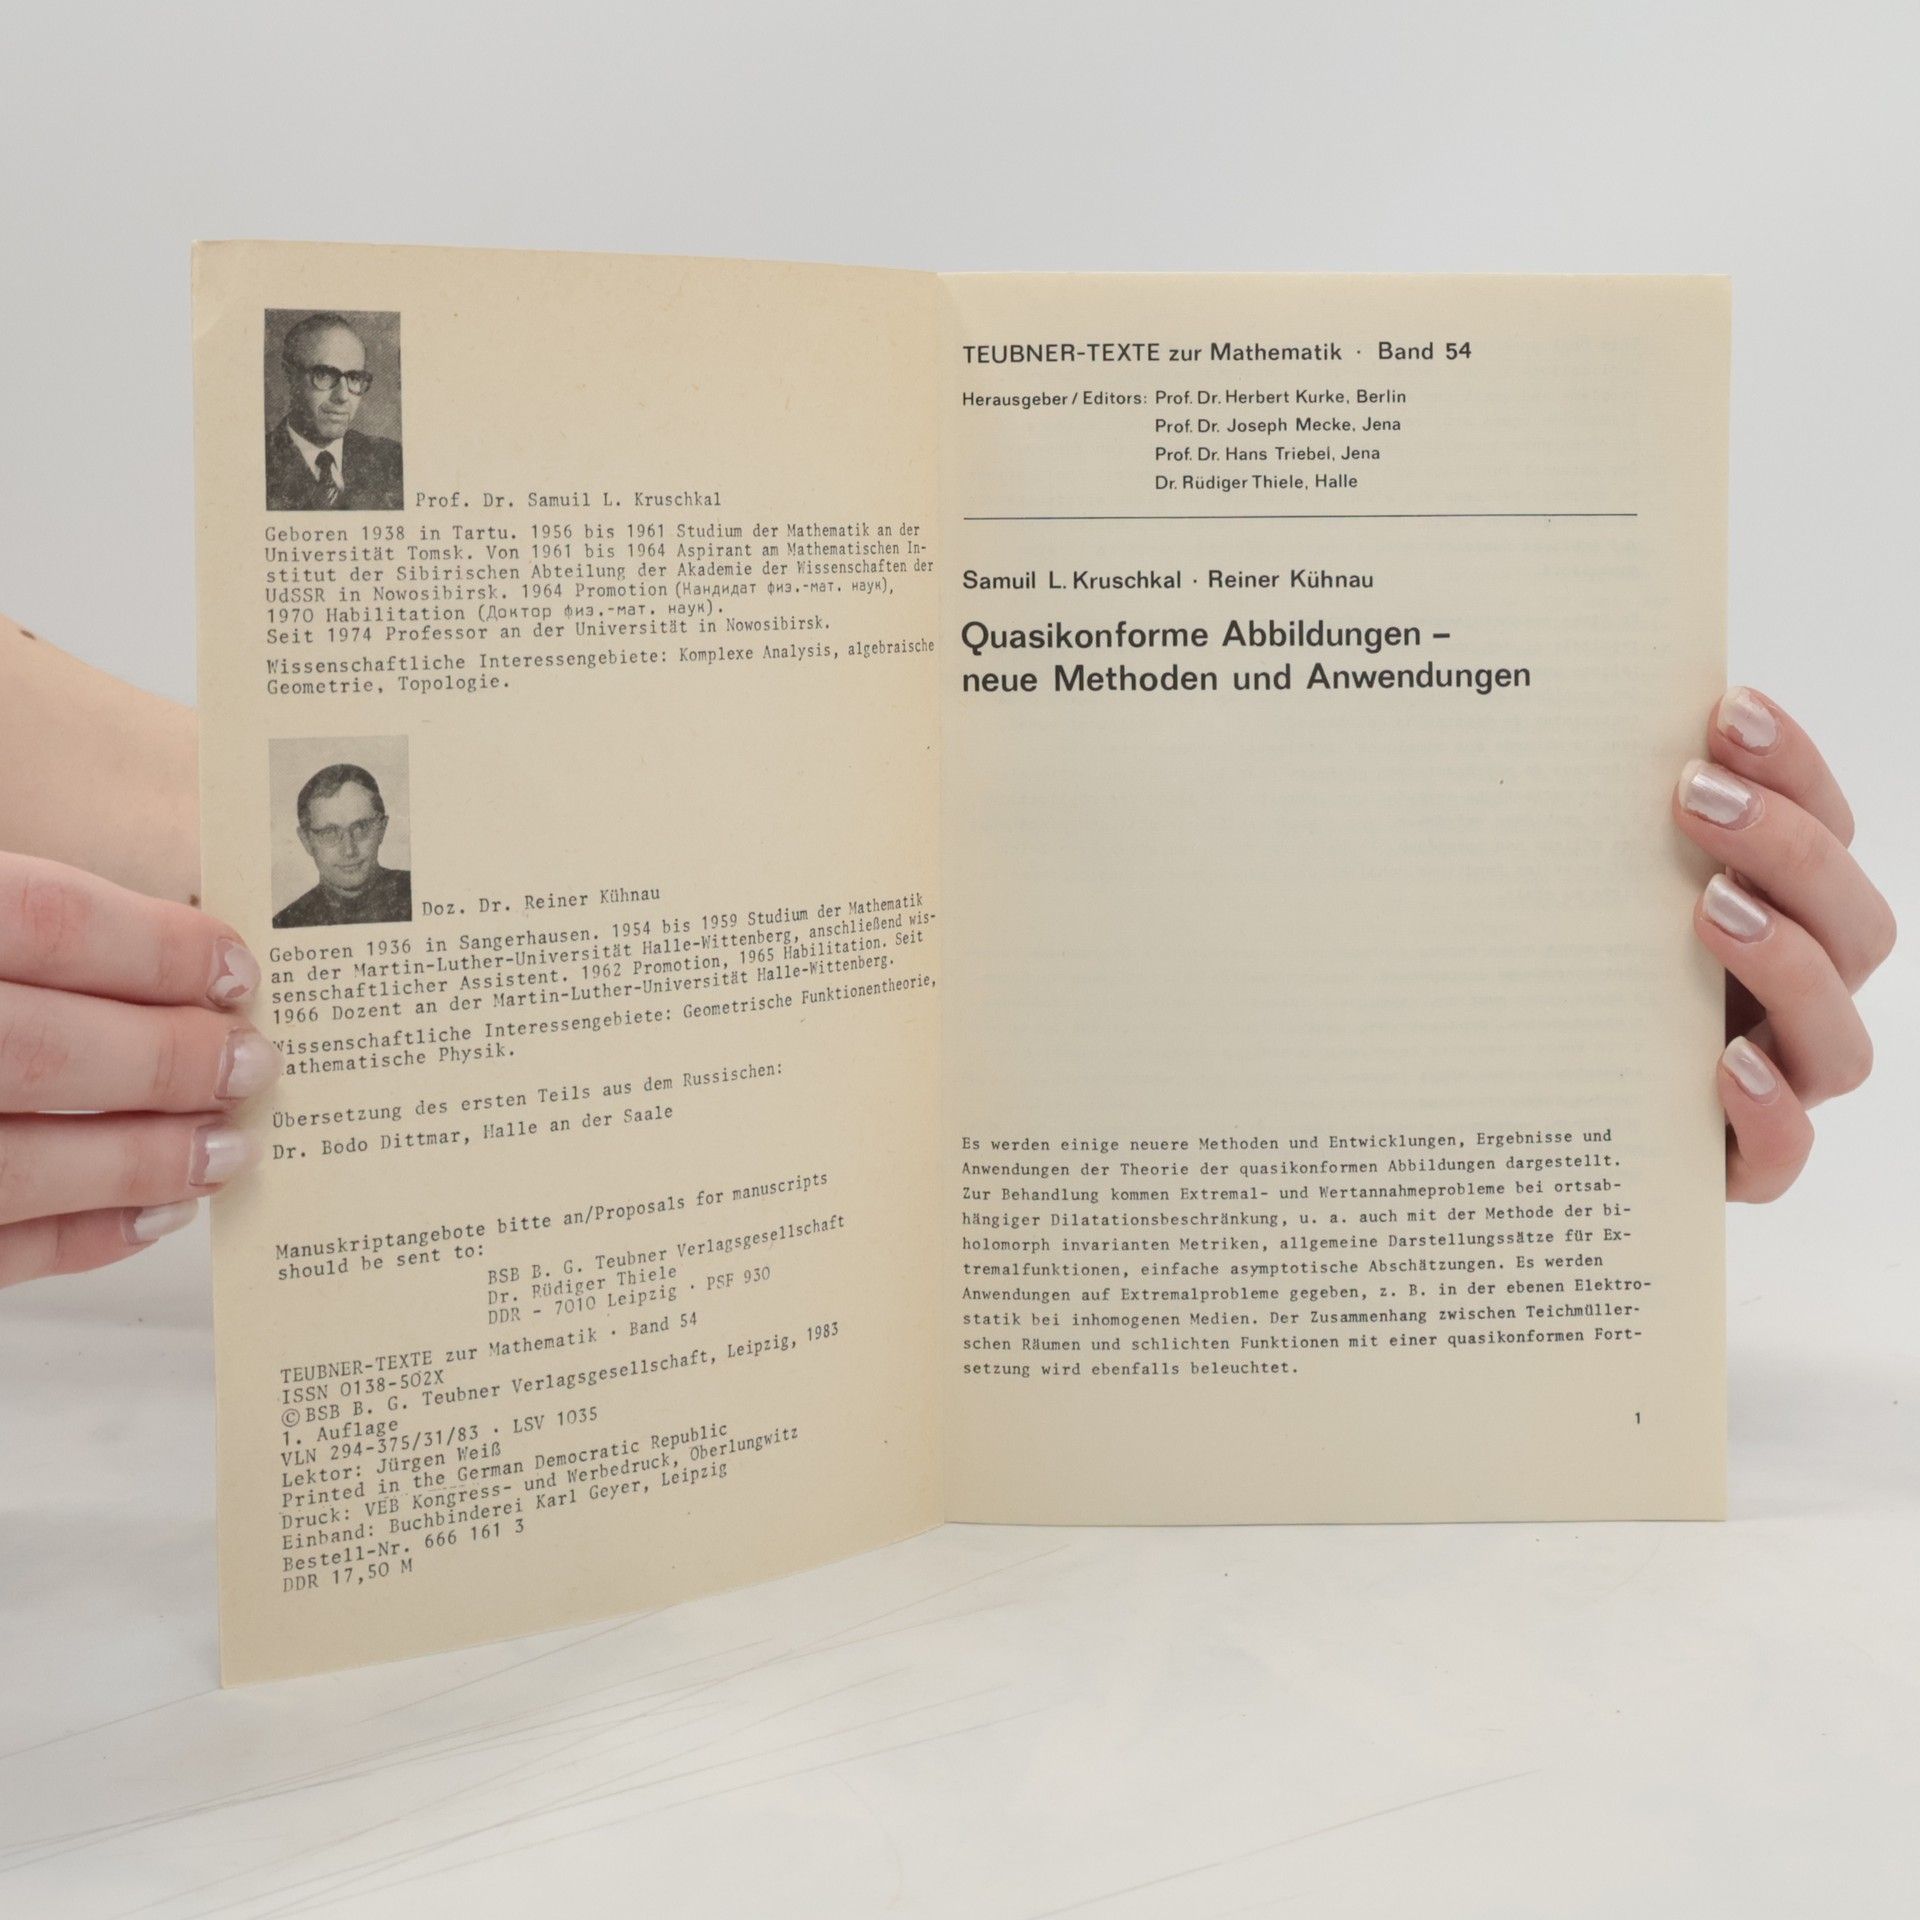 Prof. Dr. Samuil L. Kruschkal
Geboren 1938 in Tartu. 1956 bis 1961 Studium der Mathematik an der
Universität Tomsk. Von 1961 bis 1964 Aspirant am Mathematischen In-
stitut der Sibirischen Abteilung der Akademie der Wissenschaften der
UdSSR in Nowosibirsk. 1964 Promotion (Нандидат физ.-мат. наук),
1970 Habilitation (Доктор физ.-мат. наук).
Seit 1974 Professor an der Universität in Nowosibirsk.
Wissenschaftliche Interessengebiete: Komplexe Analysis, algebraische
Geometrie, Topologie.
Doz. Dr. Reiner Kühnau
Geboren 1936 in Sangerhausen. 1954 bis 1959 Studium der Mathematik
an der Martin-Luther-Universität Halle-Wittenberg, anschließend wis-
senschaftlicher Assistent. 1962 Promotion, 1965 Habilitation. Seit
1966 Dozent an der Martin-Luther-Universität Halle-Wittenberg.
Wissenschaftliche Interessengebiete: Geometrische Funktionentheorie,
athematische Physik.
Übersetzung des ersten Teils aus dem Russischen:
Dr. Bodo Dittmar, Halle an der Saale
Manuskriptangebote bitte an/Proposals for manuscripts
should be sent to:
BSB B. G. Teubner Verlagsgesellschaft
Dr. Rüdiger Thiele
DDR - 7010 Leipzig · PSF 930
TEUBNER-TEXTE zur Mathematik · Band 54
ISSN 0138-502X
© BSB B. G. Teubner Verlagsgesellschaft, Leipzig, 1983
1. Auflage
VLN 294-375/31/83 · LSV 1035
Lektor: Jürgen Weiß
Printed in the German Democratic Republic
Druck: VEB Kongress- und Werbedruck, Oberlungwitz
Einband: Buchbinderei Karl Geyer, Leipzig
Bestell-Nr. 666 161 3
DDR 17,50 M
TEUBNER-TEXTE zur Mathematik · Band 54
Herausgeber / Editors: Prof. Dr. Herbert Kurke, Berlin
Prof. Dr. Joseph Mecke, Jena
Prof. Dr. Hans Triebel, Jena
Dr. Rüdiger Thiele, Halle
Samuil L. Kruschkal · Reiner Kühnau
Quasikonforme Abbildungen –
neue Methoden und Anwendungen
Es werden einige neuere Methoden und Entwicklungen, Ergebnisse und
Anwendungen der Theorie der quasikonformen Abbildungen dargestellt.
Zur Behandlung kommen Extremal- und Wertannahmeprobleme bei ortsab-
hängiger Dilatationsbeschränkung, u. a. auch mit der Methode der bi-
holomorph invarianten Metriken, allgemeine Darstellungssätze für Ex-
tremalfunktionen, einfache asymptotische Abschätzungen. Es werden
Anwendungen auf Extremalprobleme gegeben, z. B. in der ebenen Elektro-
statik bei inhomogenen Medien. Der Zusammenhang zwischen Teichmüller-
schen Räumen und schlichten Funktionen mit einer quasikonformen Fort-
setzung wird ebenfalls beleuchtet.
1